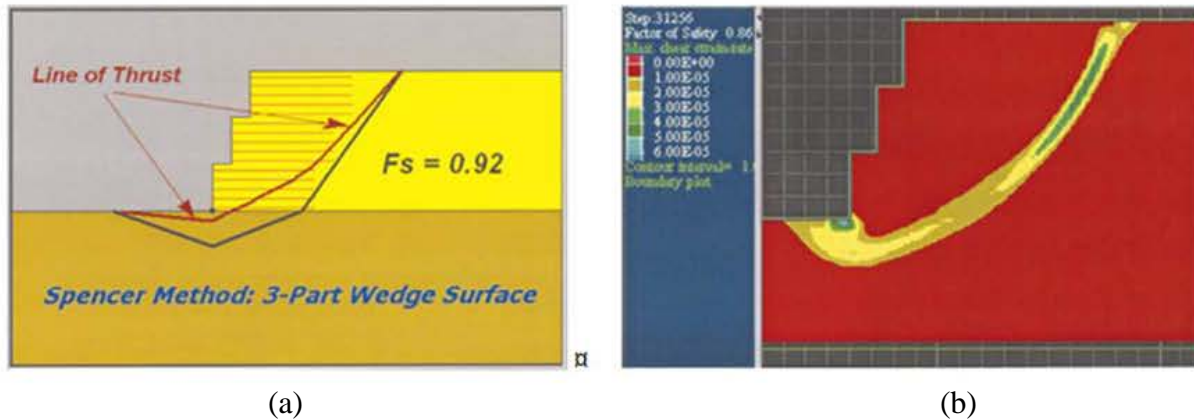 Line of Thrust
Fs = 0.92
Spencer Method: 3-Part Wedge Surface
¤
(a)
Step 31256
Factor of Safety 0.86
Max. shear strain-rate
0.00E+00
1.00E-05
2.00E-05
3.00E-05
4.00E-05
5.00E-05
6.00E-05
Contour interval= 1.
Boundary plot
(b)